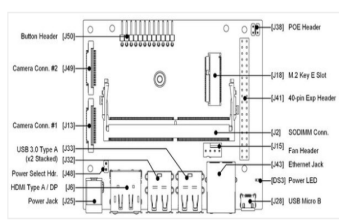 Button Header [J50]
Camera Conn. #2 [J49]
Camera Conn. #1 [J13]
USB 3.0 Type A [J33]
(x2 Stacked) [J32]
Power Select Hdr. [J48]
HDMI Type A / DP [J6]
Power Jack [J25]
[J38] POE Header
[J18] M.2 Key E Slot
[J41] 40-pin Exp Header
[J2] SODIMM Conn.
[J15]
Fan Header
[J43] Ethernet Jack
[DS3] Power LED
[J28] USB Micro B